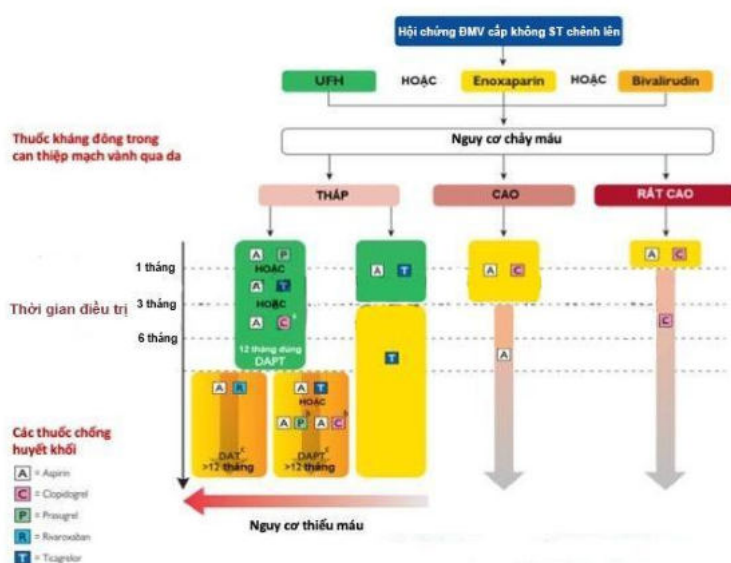 Hội chứng ĐMV cấp không ST chênh lên
UFH HOẶC Enoxaparin HOẶC Bivalirudin
Thuốc kháng đông trong
can thiệp mạch vành qua da
Nguy cơ chảy máu
THẤP CAO RẤT CAO
A P
HOẶC
A T
HOẶC
A C
12 tháng dùng
DAPT
A T
A C
A C
1 tháng
3 tháng
6 tháng
Thời gian điều trị
T
A
C
A R
DAT c
>12 tháng
A T
HOẶC
A P b A C b
DAPT c
>12 tháng
Nguy cơ thiếu máu
Các thuốc chống
huyết khối
A = Aspirin
C = Clopidogrel
P = Prasugrel
R = Rivaroxaban
T = Ticagrelor